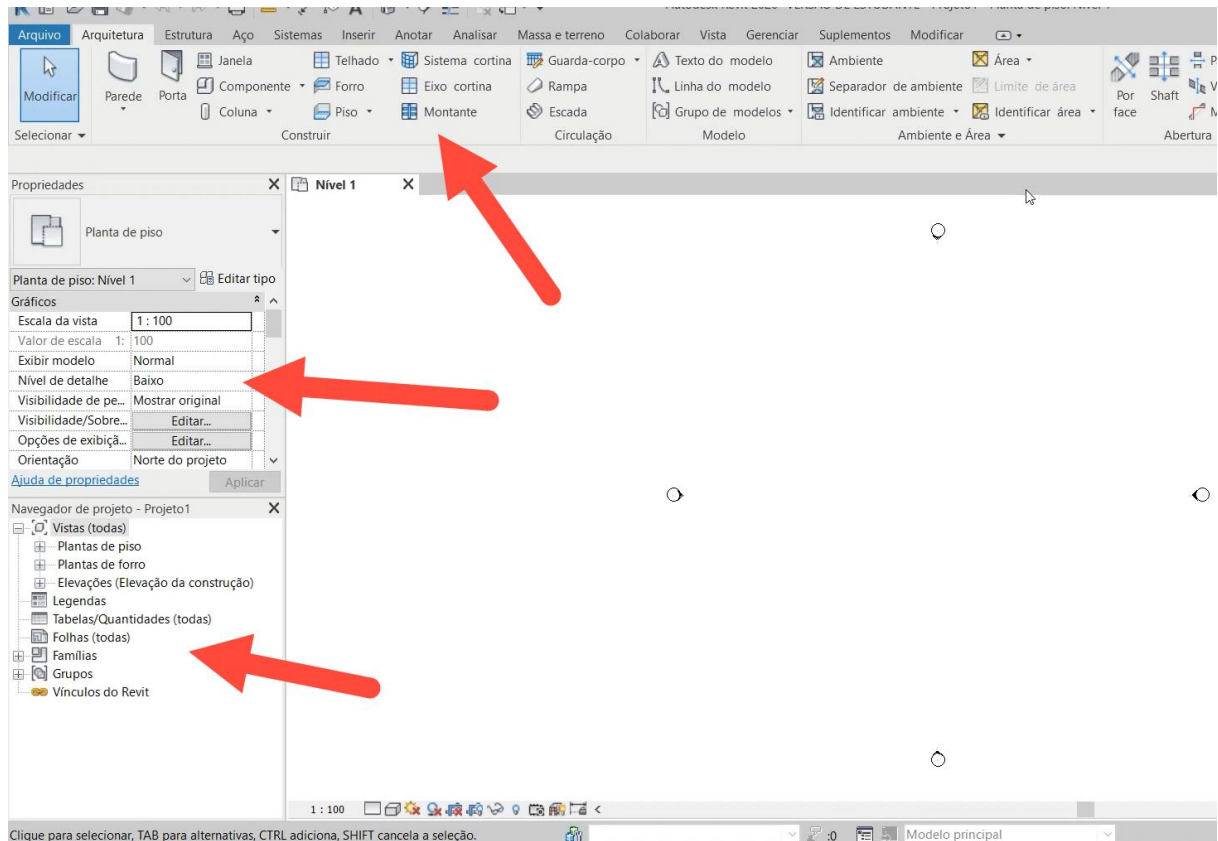 Arquivo Arquitetura Estrutura Aço Sistemas Inserir Anotar Analisar Massa e terreno Colaborar Vista Gerenciar Suplementos Modificar
Modificar
Parede
Porta
Janela
Componente
Coluna
Telhado
Forro
Piso
Sistema cortina
Eixo cortina
Montante
Guarda-corpo
Rampa
Escada
Texto do modelo
Linha do modelo
Grupo de modelos
Ambiente
Separador de ambiente
Identificar ambiente
Área
Limite de área
Identificar área
Por face
Shaft
Selecionar Construir Circulação Modelo Ambiente e Área Abertura
Propriedades
Nível 1
Planta de piso
Planta de piso: Nível 1 Editar tipo
Gráficos
Escala da vista 1 : 100
Valor de escala 1: 100
Exibir modelo Normal
Nível de detalhe Baixo
Visibilidade de pe... Mostrar original
Visibilidade/Sobre... Editar...
Opções de exibiçã... Editar...
Orientação Norte do projeto
Ajuda de propriedades Aplicar
Navegador de projeto - Projeto1
Vistas (todas)
Plantas de piso
Plantas de forro
Elevações (Elevação da construção)
Legendas
Tabelas/Quantidades (todas)
Folhas (todas)
Famílias
Grupos
Vínculos do Revit
1 : 100
Clique para selecionar, TAB para alternativas, CTRL adiciona, SHIFT cancela a seleção. :0 Modelo principal